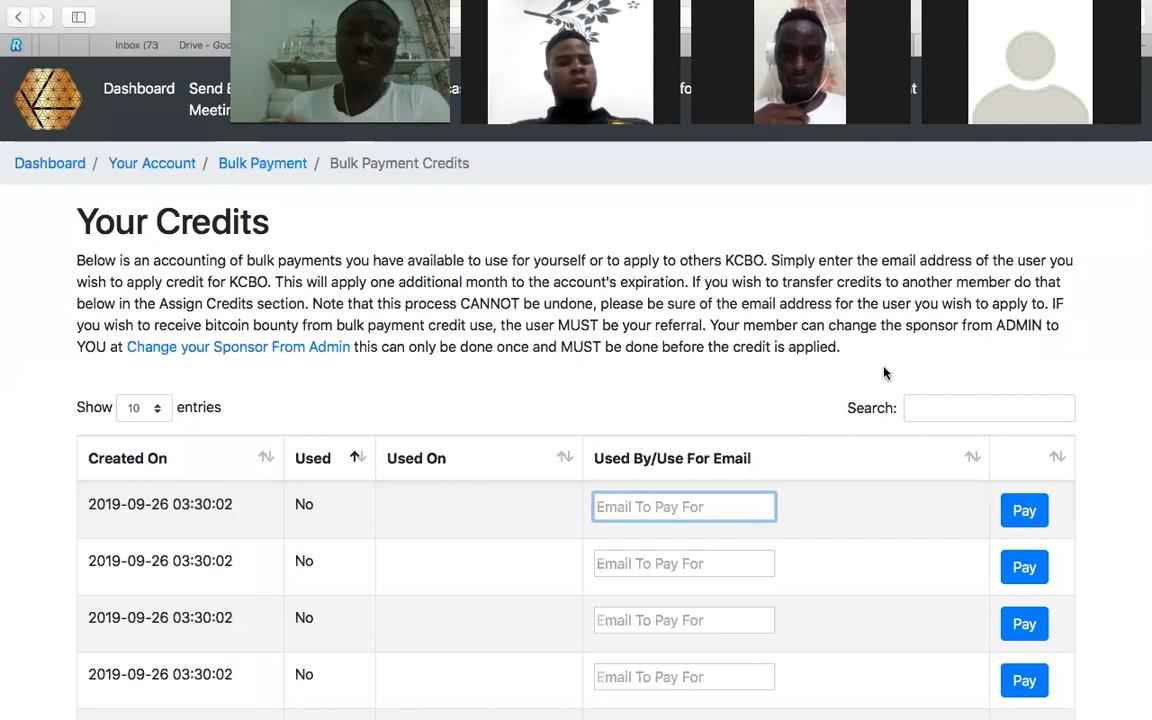 Inbox (73
Drive - Goo
Dashboard
Send
Meetin
Dashboard / Your Account / Bulk Payment / Bulk Payment Credits
Your Credits
Below is an accounting of bulk payments you have available to use for yourself or to apply to others KCBO. Simply enter the email address of the user you
wish to apply credit for KCBO. This will apply one additional month to the account's expiration. If you wish to transfer credits to another member do that
below in the Assign Credits section. Note that this process CANNOT be undone, please be sure of the email address for the user you wish to apply to. IF
you wish to receive bitcoin bounty from bulk payment credit use, the user MUST be your referral. Your member can change the sponsor from ADMIN to
YOU at Change your Sponsor From Admin this can only be done once and MUST be done before the credit is applied.
Show 10 entries
Search:
Created On Used Used On Used By/Use For Email
2019-09-26 03:30:02 No Email To Pay For Pay
2019-09-26 03:30:02 No Email To Pay For Pay
2019-09-26 03:30:02 No Email To Pay For Pay
2019-09-26 03:30:02 No Email To Pay For Pay